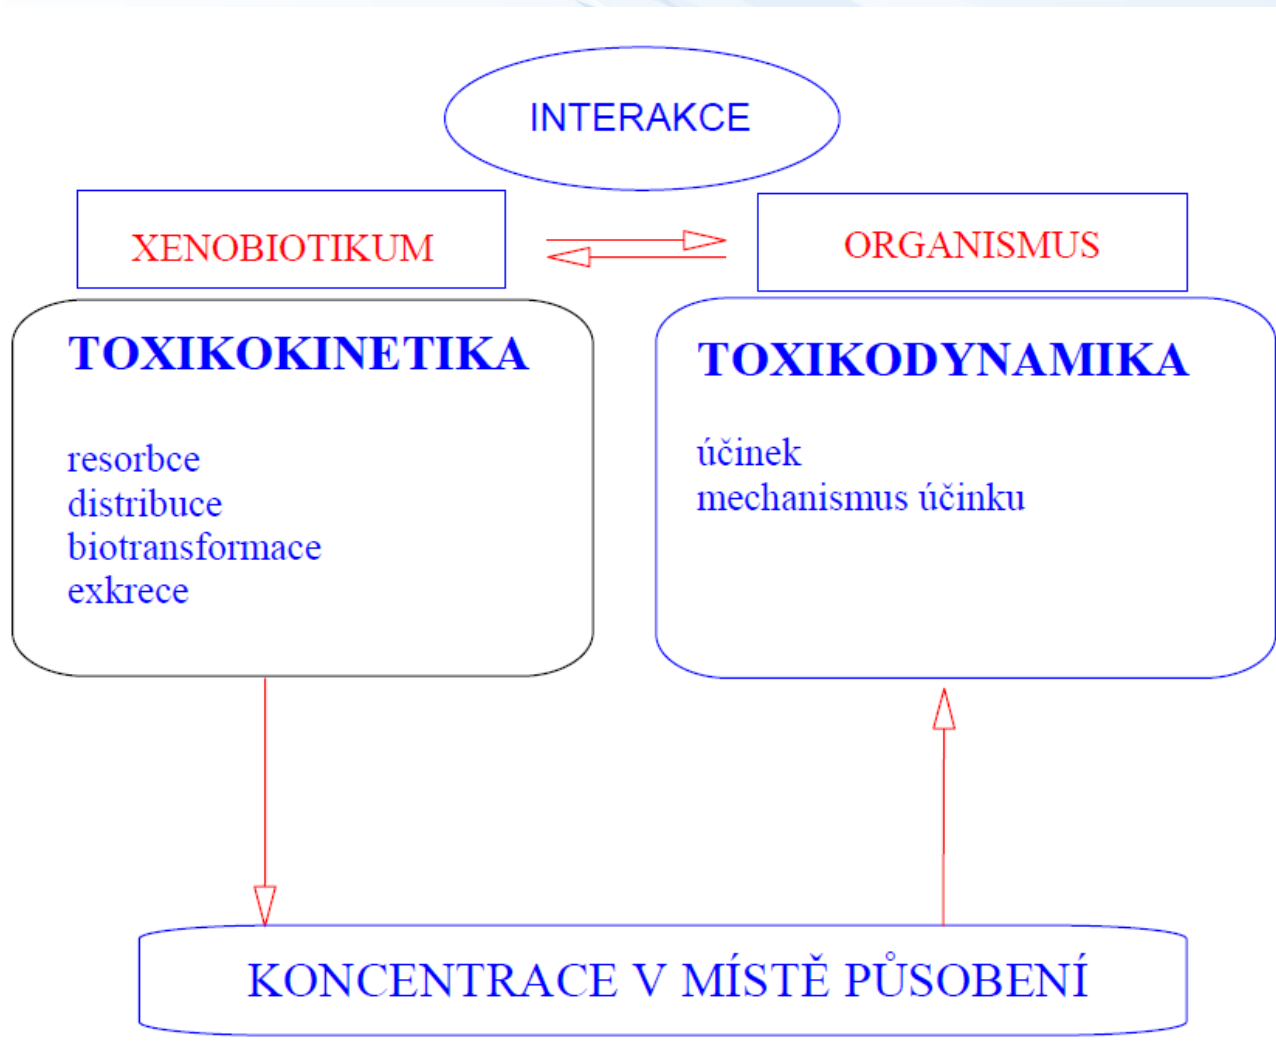 INTERAKCE
XENOBIOTIKUM
ORGANISMUS
TOXIKOKINETIKA
resorbce
distribuce
biotransformace
exkrece
TOXIKODYNAMIKA
účinek
mechanismus účinku
KONCENTRACE V MÍSTĚ PŮSOBENÍ